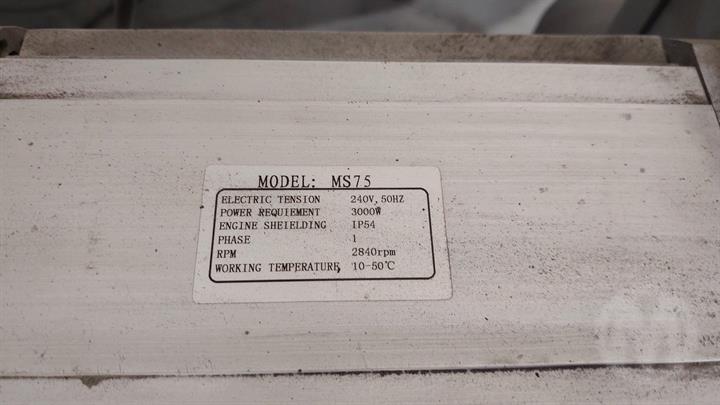 MODEL: MS75
ELECTRIC TENSION 240V, 50HZ
POWER REQUIEMENT 3000W
ENGINE SHEIELDING IP54
PHASE 1
RPM 2840rpm
WORKING TEMPERATURE 10-50℃